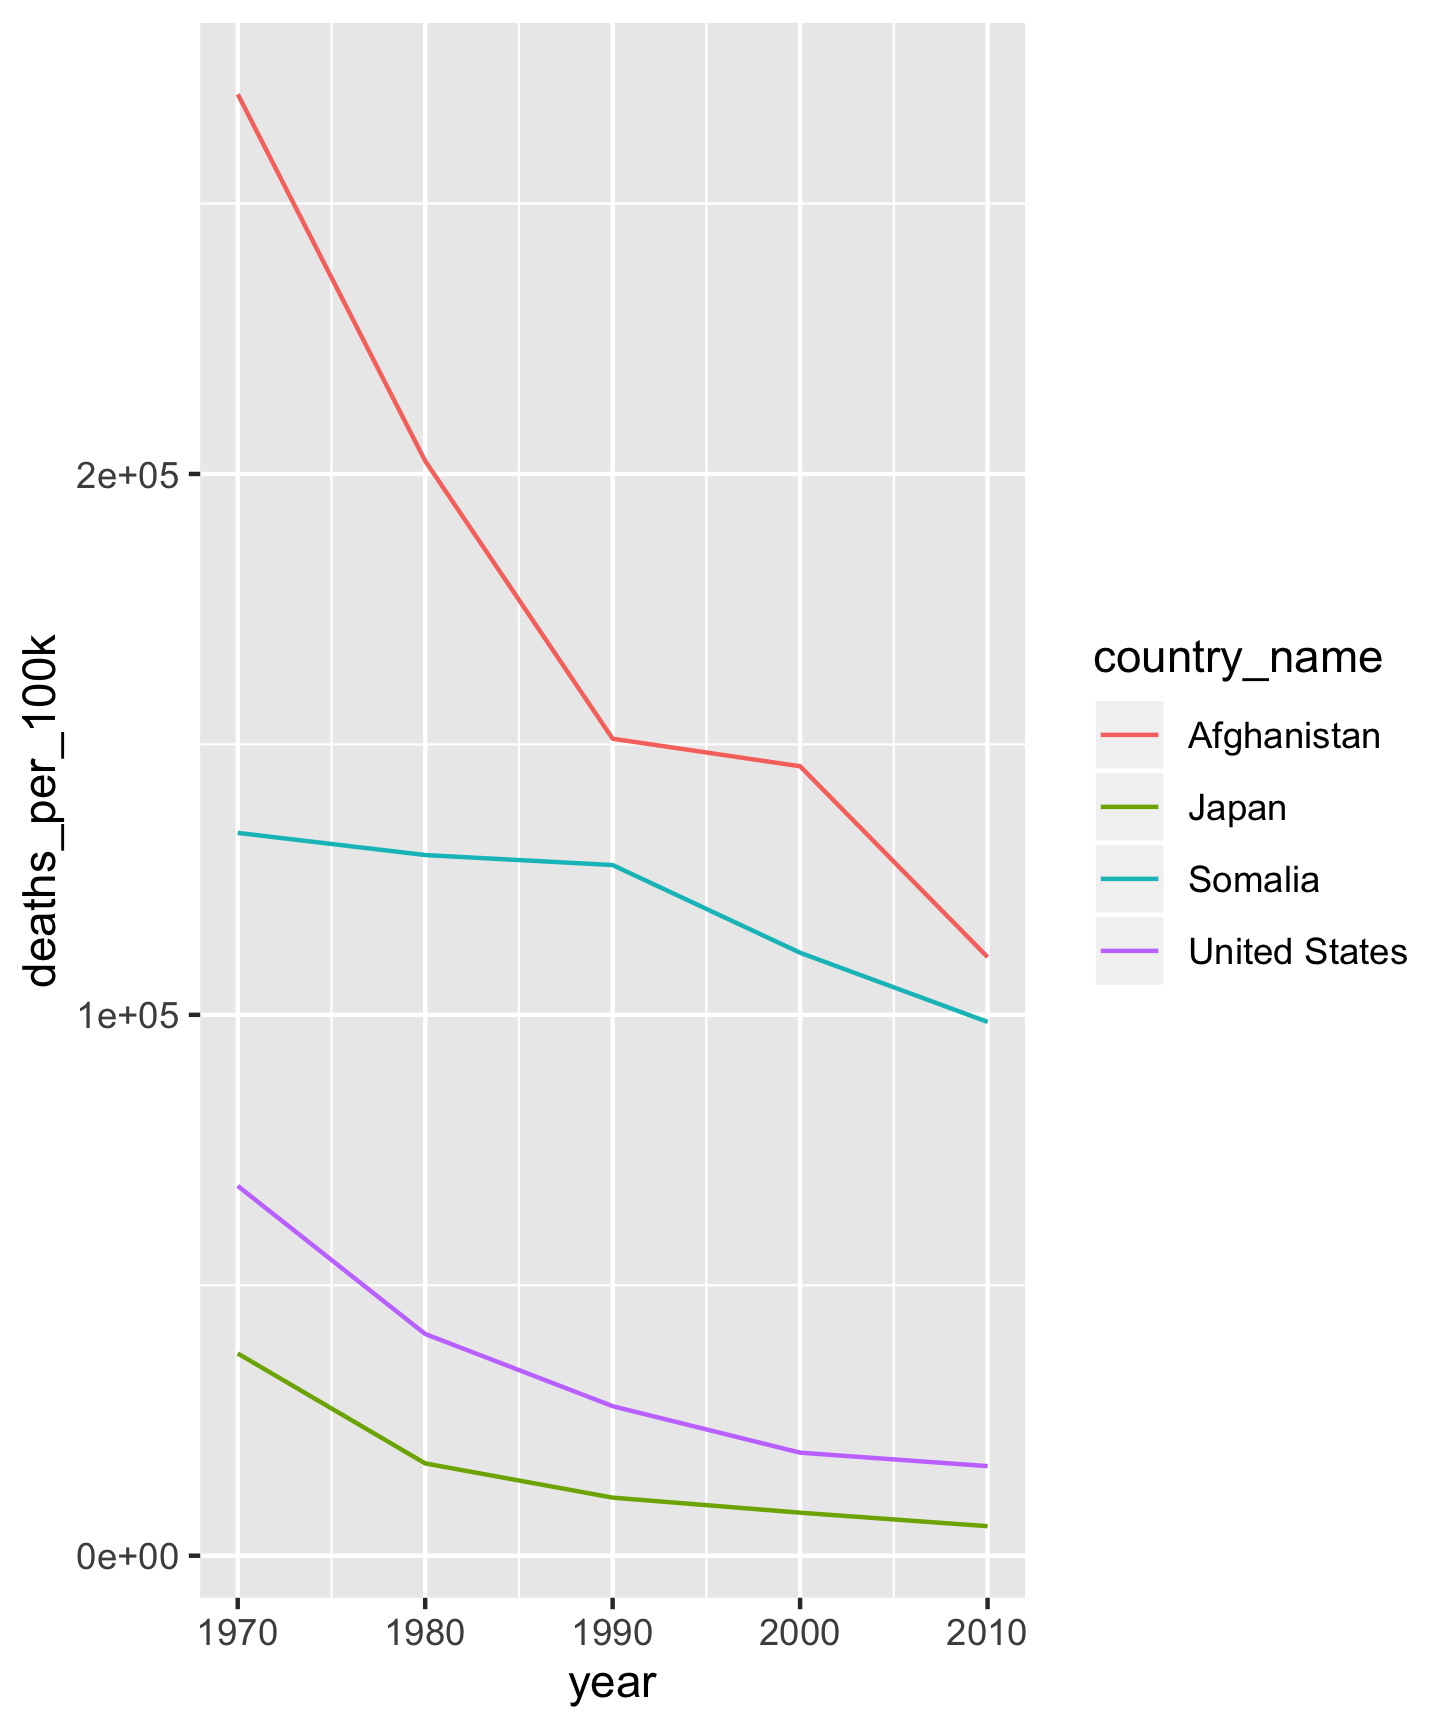 deaths_per_100k
2e+05
1e+05
0e+00
1970 1980 1990 2000 2010
year
country_name
Afghanistan
Japan
Somalia
United States